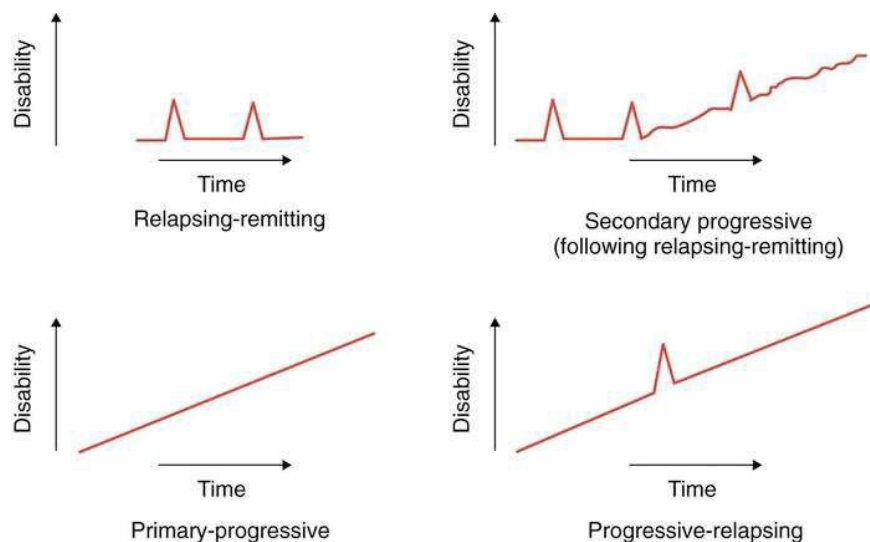 Disability
Time
Relapsing-remitting
Disability
Time
Secondary progressive
(following relapsing-remitting)
Disability
Time
Primary-progressive
Disability
Time
Progressive-relapsing